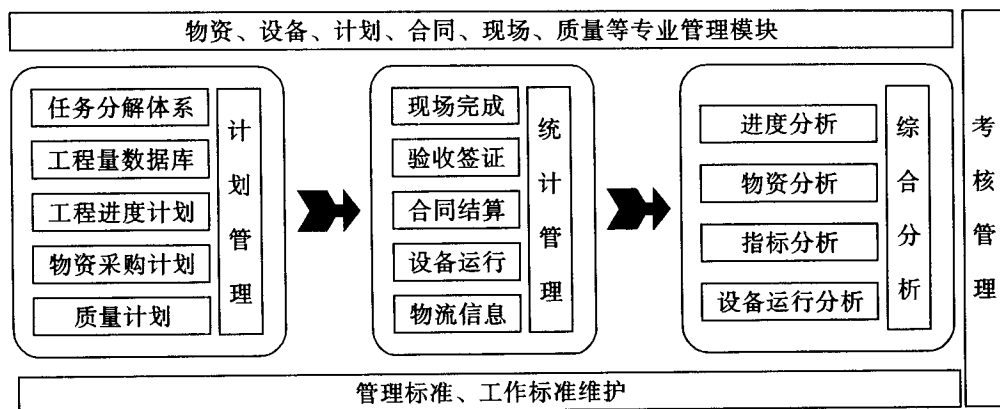 物资、设备、计划、合同、现场、质量等专业管理模块
任务分解体系
工程量数据库
工程进度计划
物资采购计划
质量计划
计划管理
现场完成
验收签证
合同结算
设备运行
物流信息
统计管理
进度分析
物资分析
指标分析
设备运行分析
综合分析
考核管理
管理标准、工作标准维护